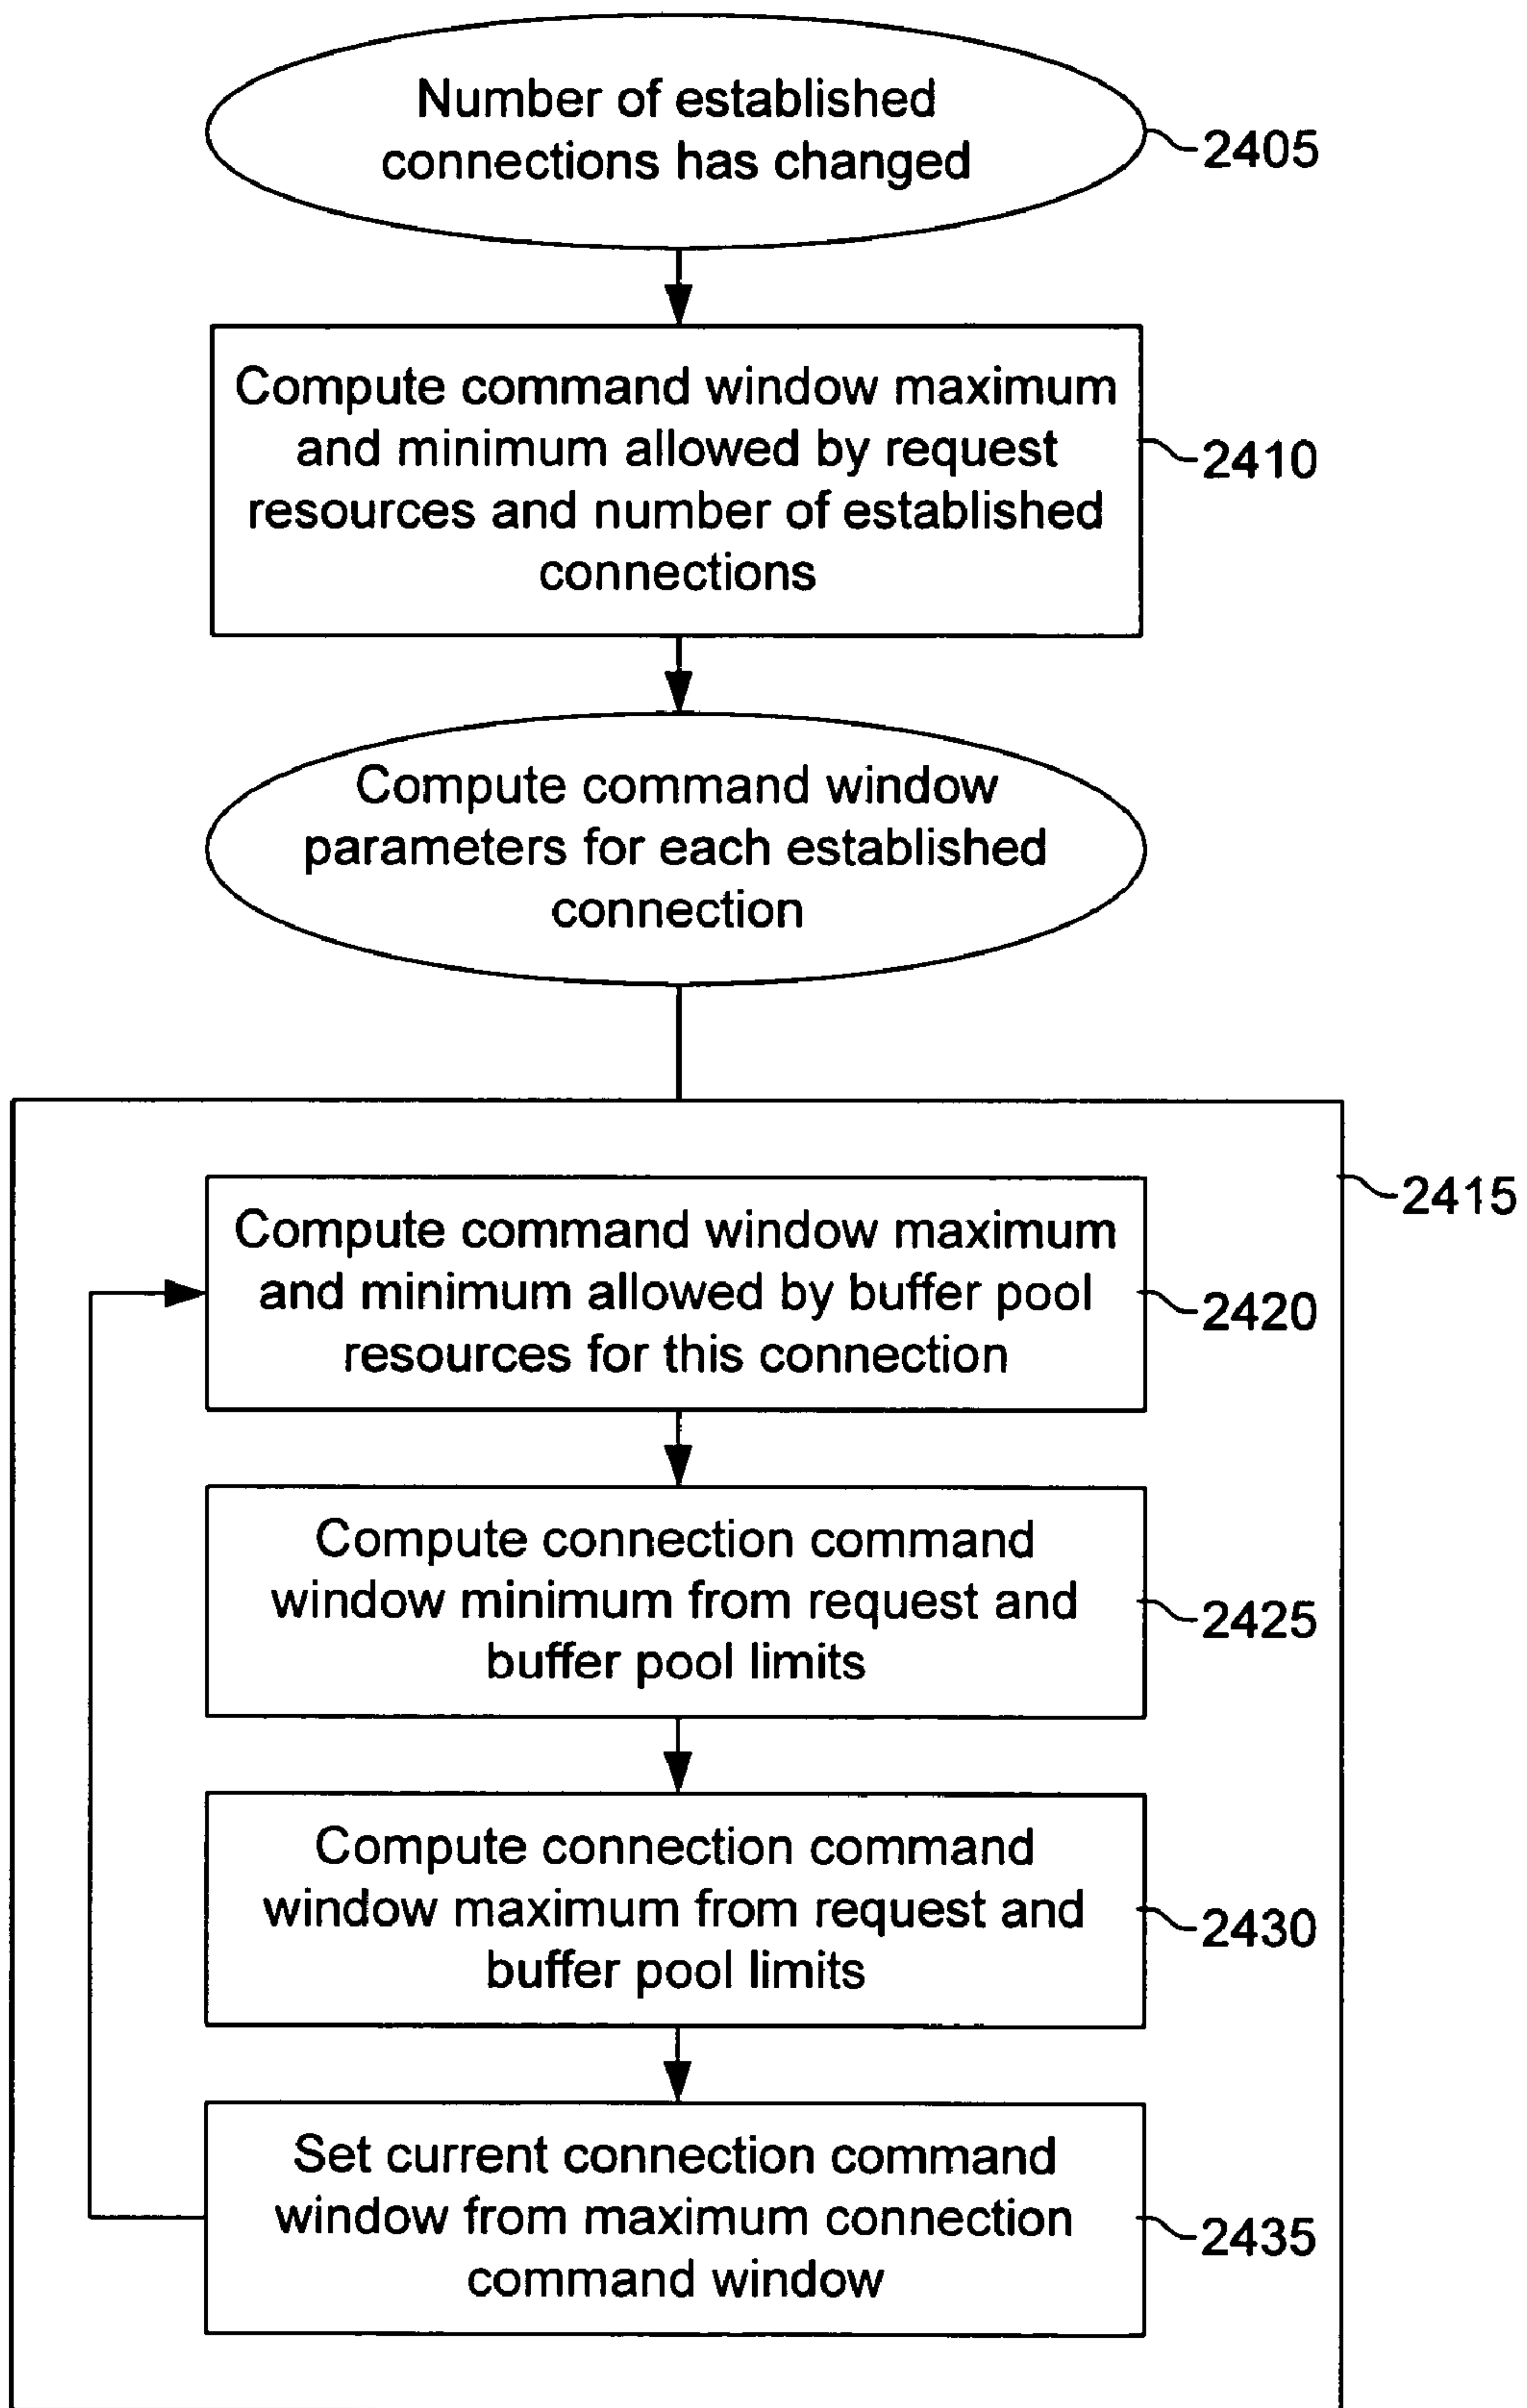 Number of established
connections has changed
2405
Compute command window maximum
and minimum allowed by request
resources and number of established
connections
2410
Compute command window
parameters for each established
connection
2415
Compute command window maximum
and minimum allowed by buffer pool
resources for this connection
2420
Compute connection command
window minimum from request and
buffer pool limits
2425
Compute connection command
window maximum from request and
buffer pool limits
2430
Set current connection command
window from maximum connection
command window
2435